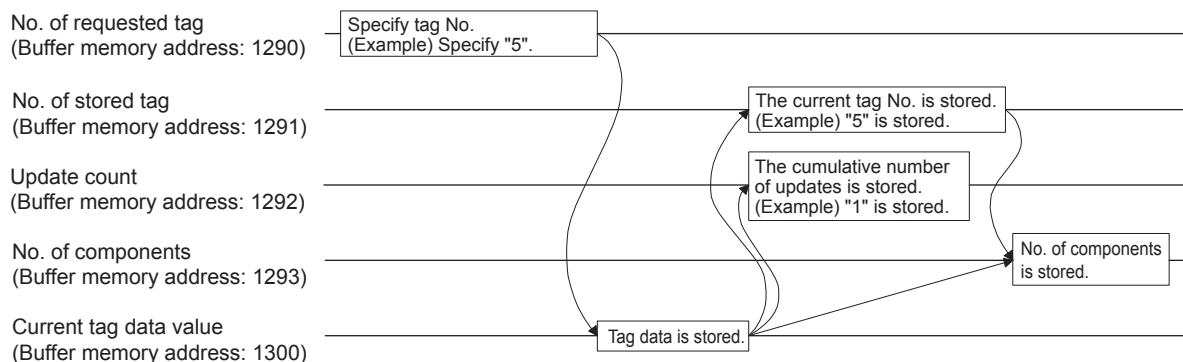 No. of requested tag
(Buffer memory address: 1290)
Specify tag No.
(Example) Specify "5".
No. of stored tag
(Buffer memory address: 1291)
The current tag No. is stored.
(Example) "5" is stored.
Update count
(Buffer memory address: 1292)
The cumulative number
of updates is stored.
(Example) "1" is stored.
No. of components
(Buffer memory address: 1293)
No. of components
is stored.
Current tag data value
(Buffer memory address: 1300)
Tag data is stored.